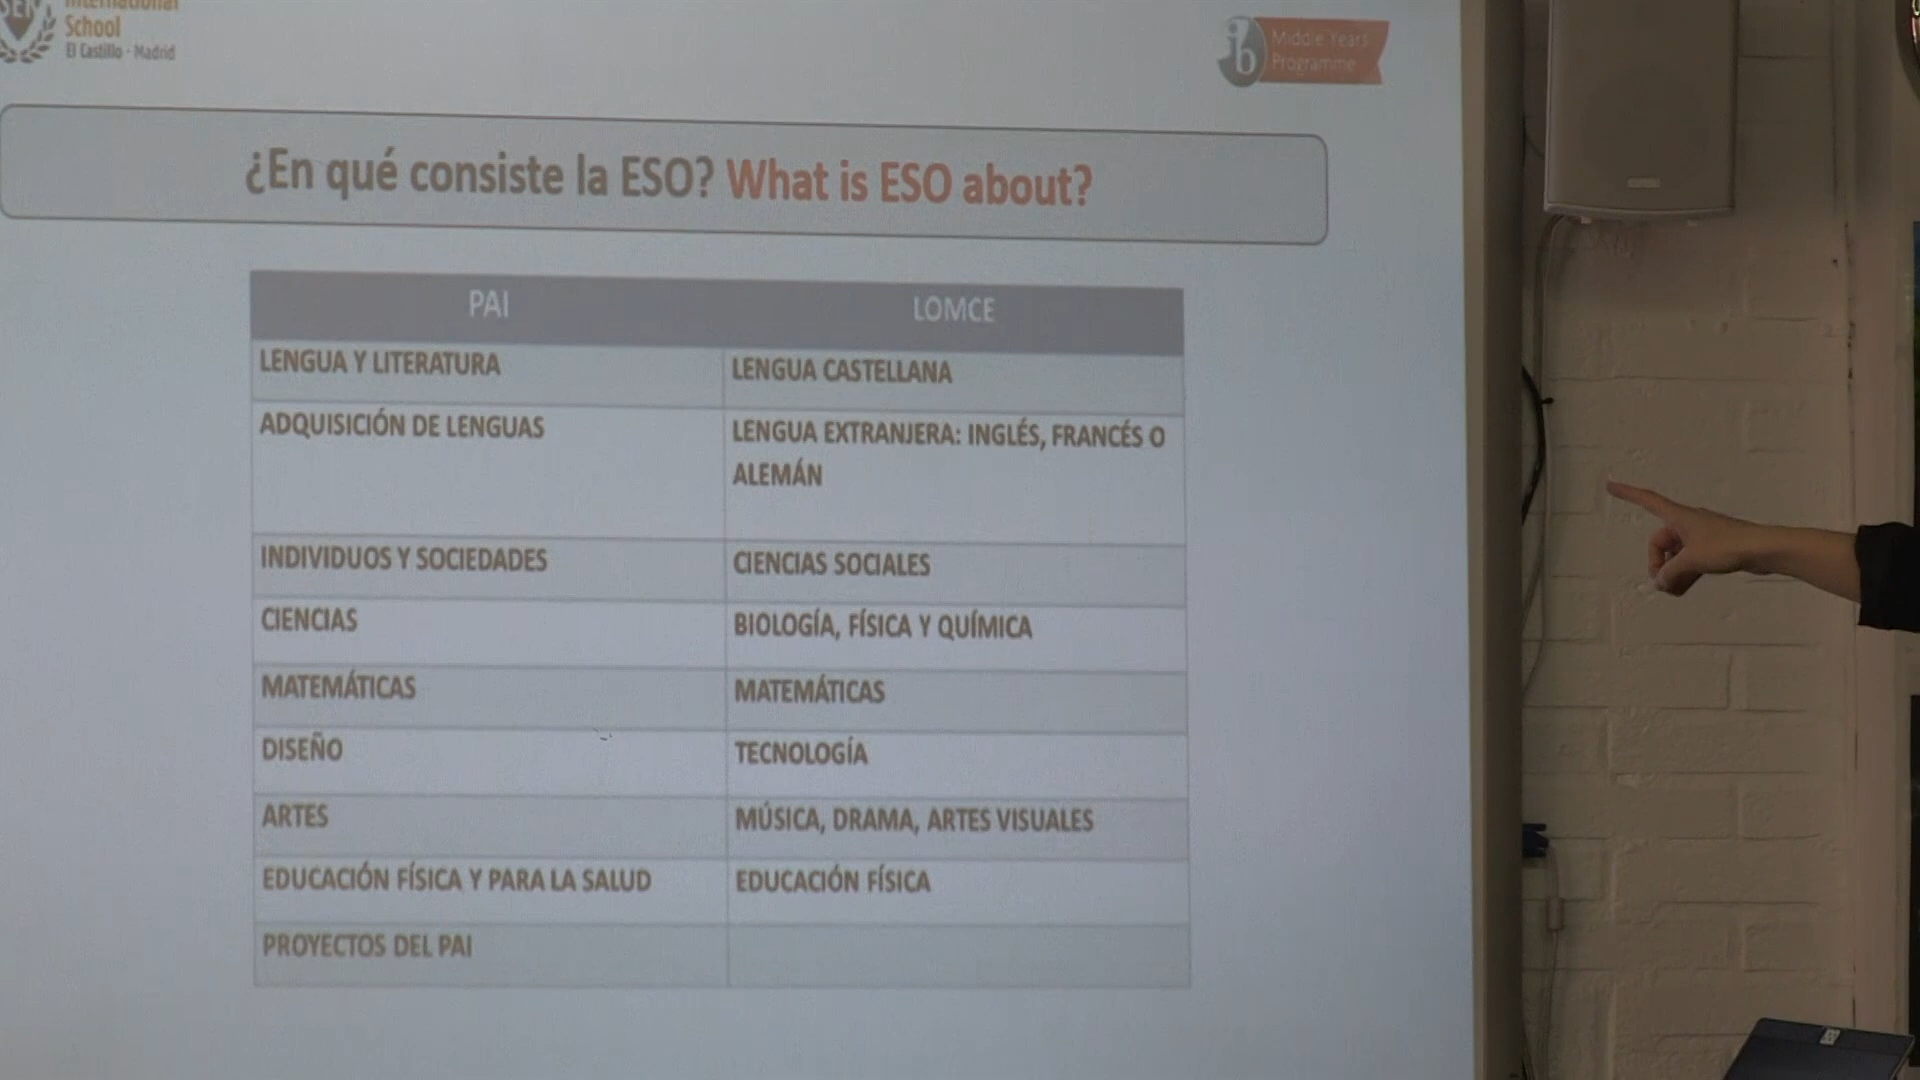 International
School
El Castillo - Madrid
ib
Middle Years
Programme
¿En qué consiste la ESO? What is ESO about?
PAI LOMCE
LENGUA Y LITERATURA LENGUA CASTELLANA
ADQUISICIÓN DE LENGUAS LENGUA EXTRANJERA: INGLÉS, FRANCÉS O
ALEMÁN
INDIVIDUOS Y SOCIEDADES CIENCIAS SOCIALES
CIENCIAS BIOLOGÍA, FÍSICA Y QUÍMICA
MATEMÁTICAS MATEMÁTICAS
DISEÑO TECNOLOGÍA
ARTES MÚSICA, DRAMA, ARTES VISUALES
EDUCACIÓN FÍSICA Y PARA LA SALUD EDUCACIÓN FÍSICA
PROYECTOS DEL PAI